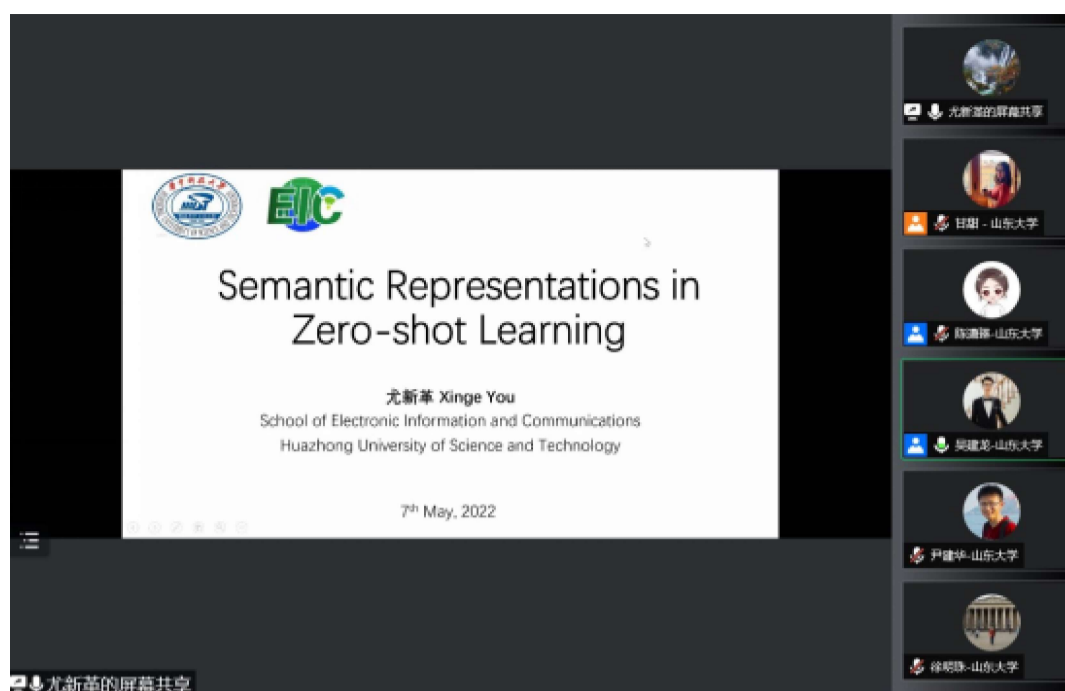 EIC
Semantic Representations in
Zero-shot Learning
尤新革 Xinge You
School of Electronic Information and Communications
Huazhong University of Science and Technology
7th May, 2022
尤新革的屏幕共享
尤新革的屏幕共享
甘甜 - 山东大学
-山东大学
吴建龙-山东大学
尹建华-山东大学
徐明珠-山东大学